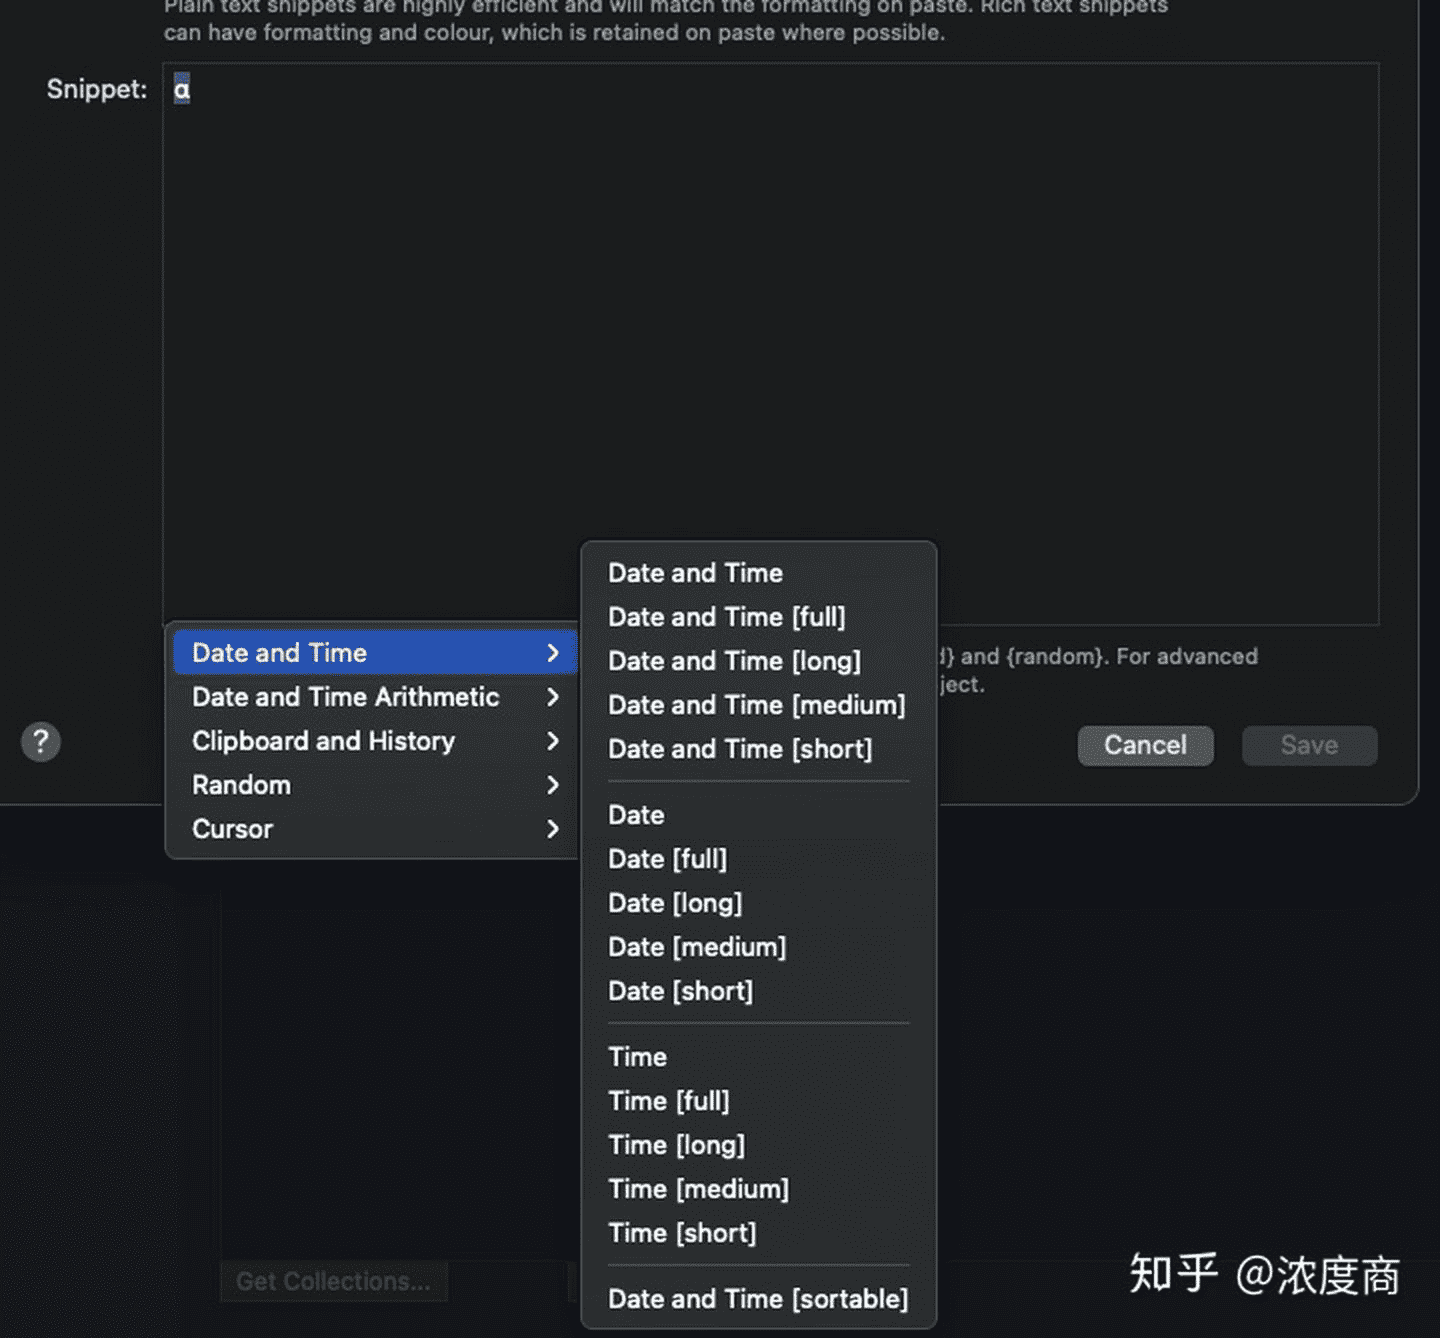 Plain text snippets are highly efficient and will match the formatting on paste. Rich text snippets
can have formatting and colour, which is retained on paste where possible.
Snippet:
a
Date and Time
Date and Time Arithmetic
Clipboard and History
Random
Cursor
Date and Time
Date and Time [full]
Date and Time [long]
Date and Time [medium]
Date and Time [short]
Date
Date [full]
Date [long]
Date [medium]
Date [short]
Time
Time [full]
Time [long]
Time [medium]
Time [short]
Date and Time [sortable]
d} and {random}. For advanced
ject.
?
Cancel
Save
Get Collections...
知乎 @浓度商